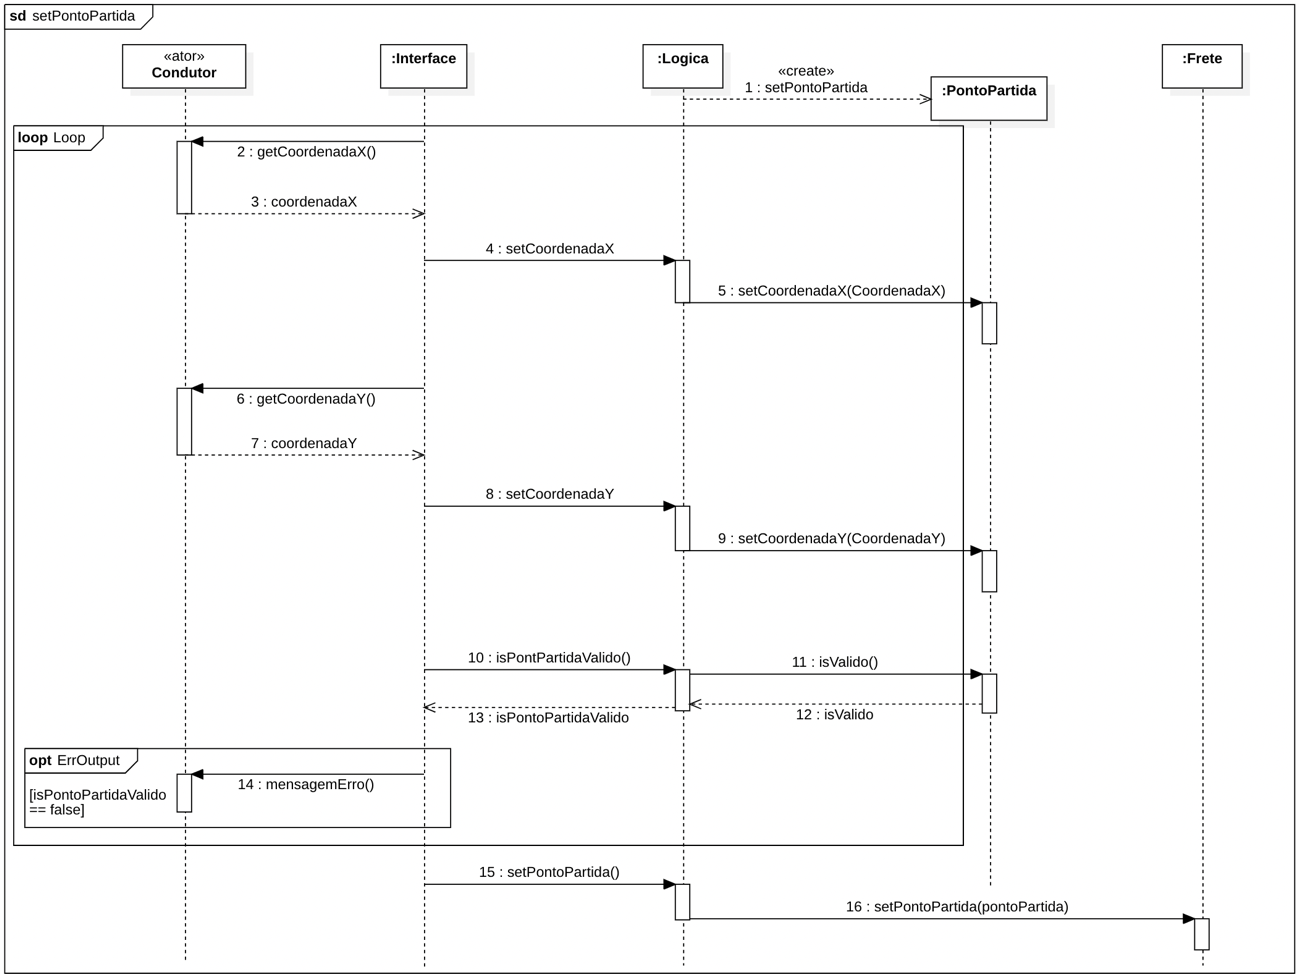 sd setPontoPartida
«ator»
Condutor
:Interface
:Logica
:Frete
«create»
1 : setPontoPartida
:PontoPartida
loop Loop
2 : getCoordenadaX()
3 : coordenadaX
4 : setCoordenadaX
5 : setCoordenadaX(CoordenadaX)
6 : getCoordenadaY()
7 : coordenadaY
8 : setCoordenadaY
9 : setCoordenadaY(CoordenadaY)
10 : isPontPartidaValido()
11 : isValido()
12 : isValido
13 : isPontoPartidaValido
opt ErrOutput
14 : mensagemErro()
[isPontoPartidaValido
== false]
15 : setPontoPartida()
16 : setPontoPartida(pontoPartida)